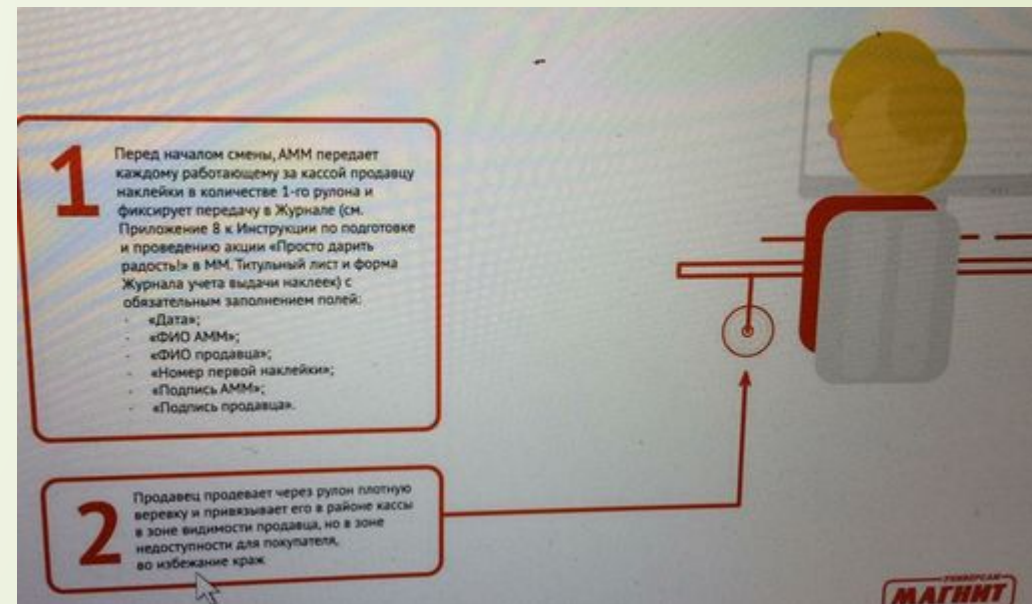 1
Перед началом смены, АММ передает
каждому работающему за кассой продавцу
наклейки в количестве 1-го рулона и
фиксирует передачу в Журнале (см.
Приложение 8 к Инструкции по подготовке
и проведению акции «Просто дарить
радость!» в ММ. Титульный лист и форма
Журнала учета выдачи наклеек) с
обязательным заполнением полей:
- «Дата»;
- «ФИО АММ»;
- «ФИО продавца»;
- «Номер первой наклейки»;
- «Подпись АММ»;
- «Подпись продавца».
2
Продавец продевает через рулон плотную
веревку и привязывает его в районе кассы
в зоне видимости продавца, но в зоне
недоступности для покупателя,
во избежание краж
УНИВЕРСАМ
МАГНИТ